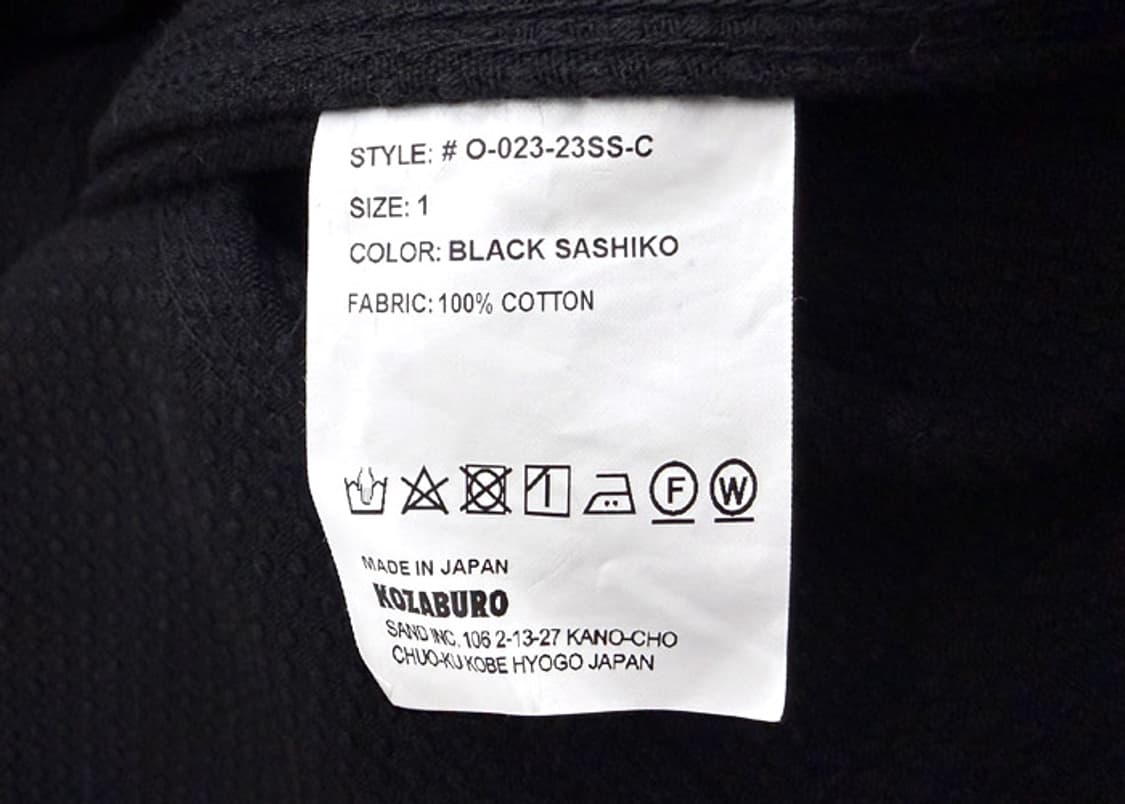 STYLE: # O-023-23SS-C
SIZE: 1
COLOR: BLACK SASHIKO
FABRIC: 100% COTTON
F W
MADE IN JAPAN
KOZABURO
SAND INC. 106 2-13-27 KANO-CHO
CHUO-KU KOBE HYOGO JAPAN